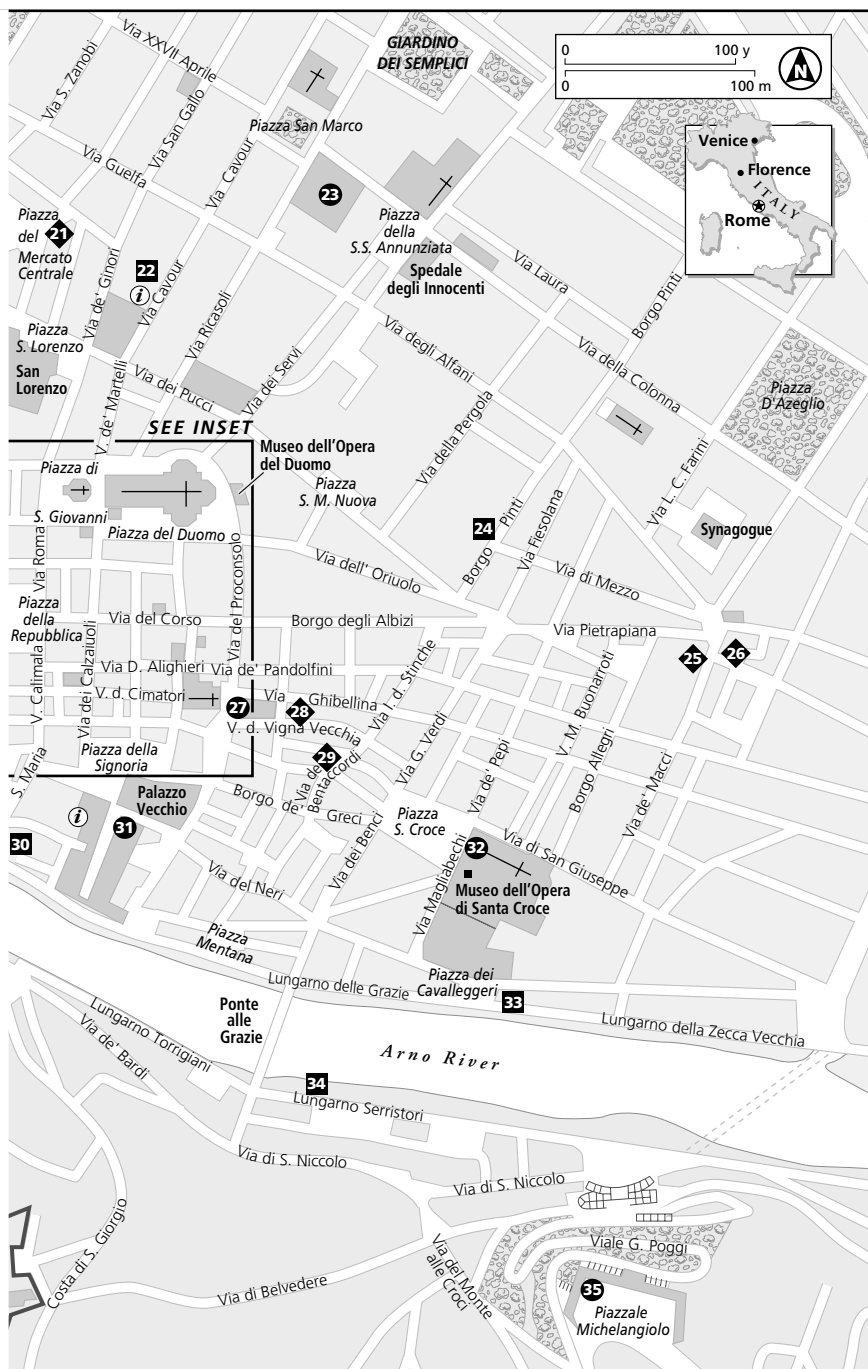 Via XXVII Aprile
GIARDINO
DEI SEMPLICI
0 100 y
0 100 m
N
Via S. Zanobi
Via San Gallo
Piazza San Marco
Venice
Florence
ITALY
Rome
Via Guelfa
Via Cavour
23
Piazza
del
Mercato
Centrale
21
Piazza
della
S.S. Annunziata
Spedale
degli Innocenti
Via Laura
Borgo Pinti
22
i
Via de' Ginori
Via Cavour
Via Ricasoli
Piazza
S. Lorenzo
San
Lorenzo
Via dei Servi
Via degli Alfani
Via della Colonna
Piazza
D'Azeglio
V. de' Martelli
Via dei Pucci
Via della Pergola
SEE INSET
Museo dell'Opera
del Duomo
Piazza di
S. Giovanni
Piazza
S. M. Nuova
Via L. C. Farini
Synagogue
Piazza del Duomo
24
Borgo Pinti
Via Fiesolana
Via Roma
Via dell' Oriuolo
Via di Mezzo
Via del Proconsolo
Piazza
della
Repubblica
Via del Corso
Borgo degli Albizi
Via Pietrapiana
25
26
Via dei Calzaiuoli
Via D. Alighieri
Via de' Pandolfini
V. Calimala
V. d. Cimatori
27
Via Ghibellina
28
V. d. Vigna Vecchia
Via I. d. Stinche
V. M. Buonarroti
29
Via de'
Bentaccordi
Via G. Verdi
Via de' Pepi
Borgo Allegri
Via de' Macci
Piazza della
Signoria
S. Maria
Palazzo
Vecchio
Borgo de' Greci
Piazza
S. Croce
i
31
30
Via dei Benci
32
Via di San Giuseppe
Via Magliabechi
Museo dell'Opera
di Santa Croce
Via del Neri
Piazza
Mentana
Piazza dei
Cavalleggeri
Lungarno delle Grazie
33
Lungarno della Zecca Vecchia
Ponte
alle
Grazie
Lungarno Torrigiani
Via de' Bardi
Arno River
34
Lungarno Serristori
Via di S. Niccolo
Via di S. Niccolo
Costa di S. Giorgio
Via di Belvedere
Via del Monte
alle Croci
Viale G. Poggi
35
Piazzale
Michelangiolo